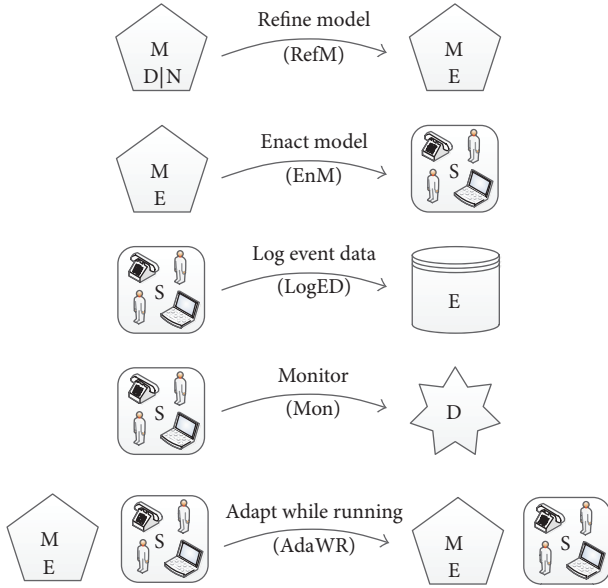 M
D|N
Refine model
(RefM)
M
E
M
E
Enact model
(EnM)
S
S
Log event data
(LogED)
E
S
Monitor
(Mon)
D
M
E
S
Adapt while running
(AdaWR)
M
E
S